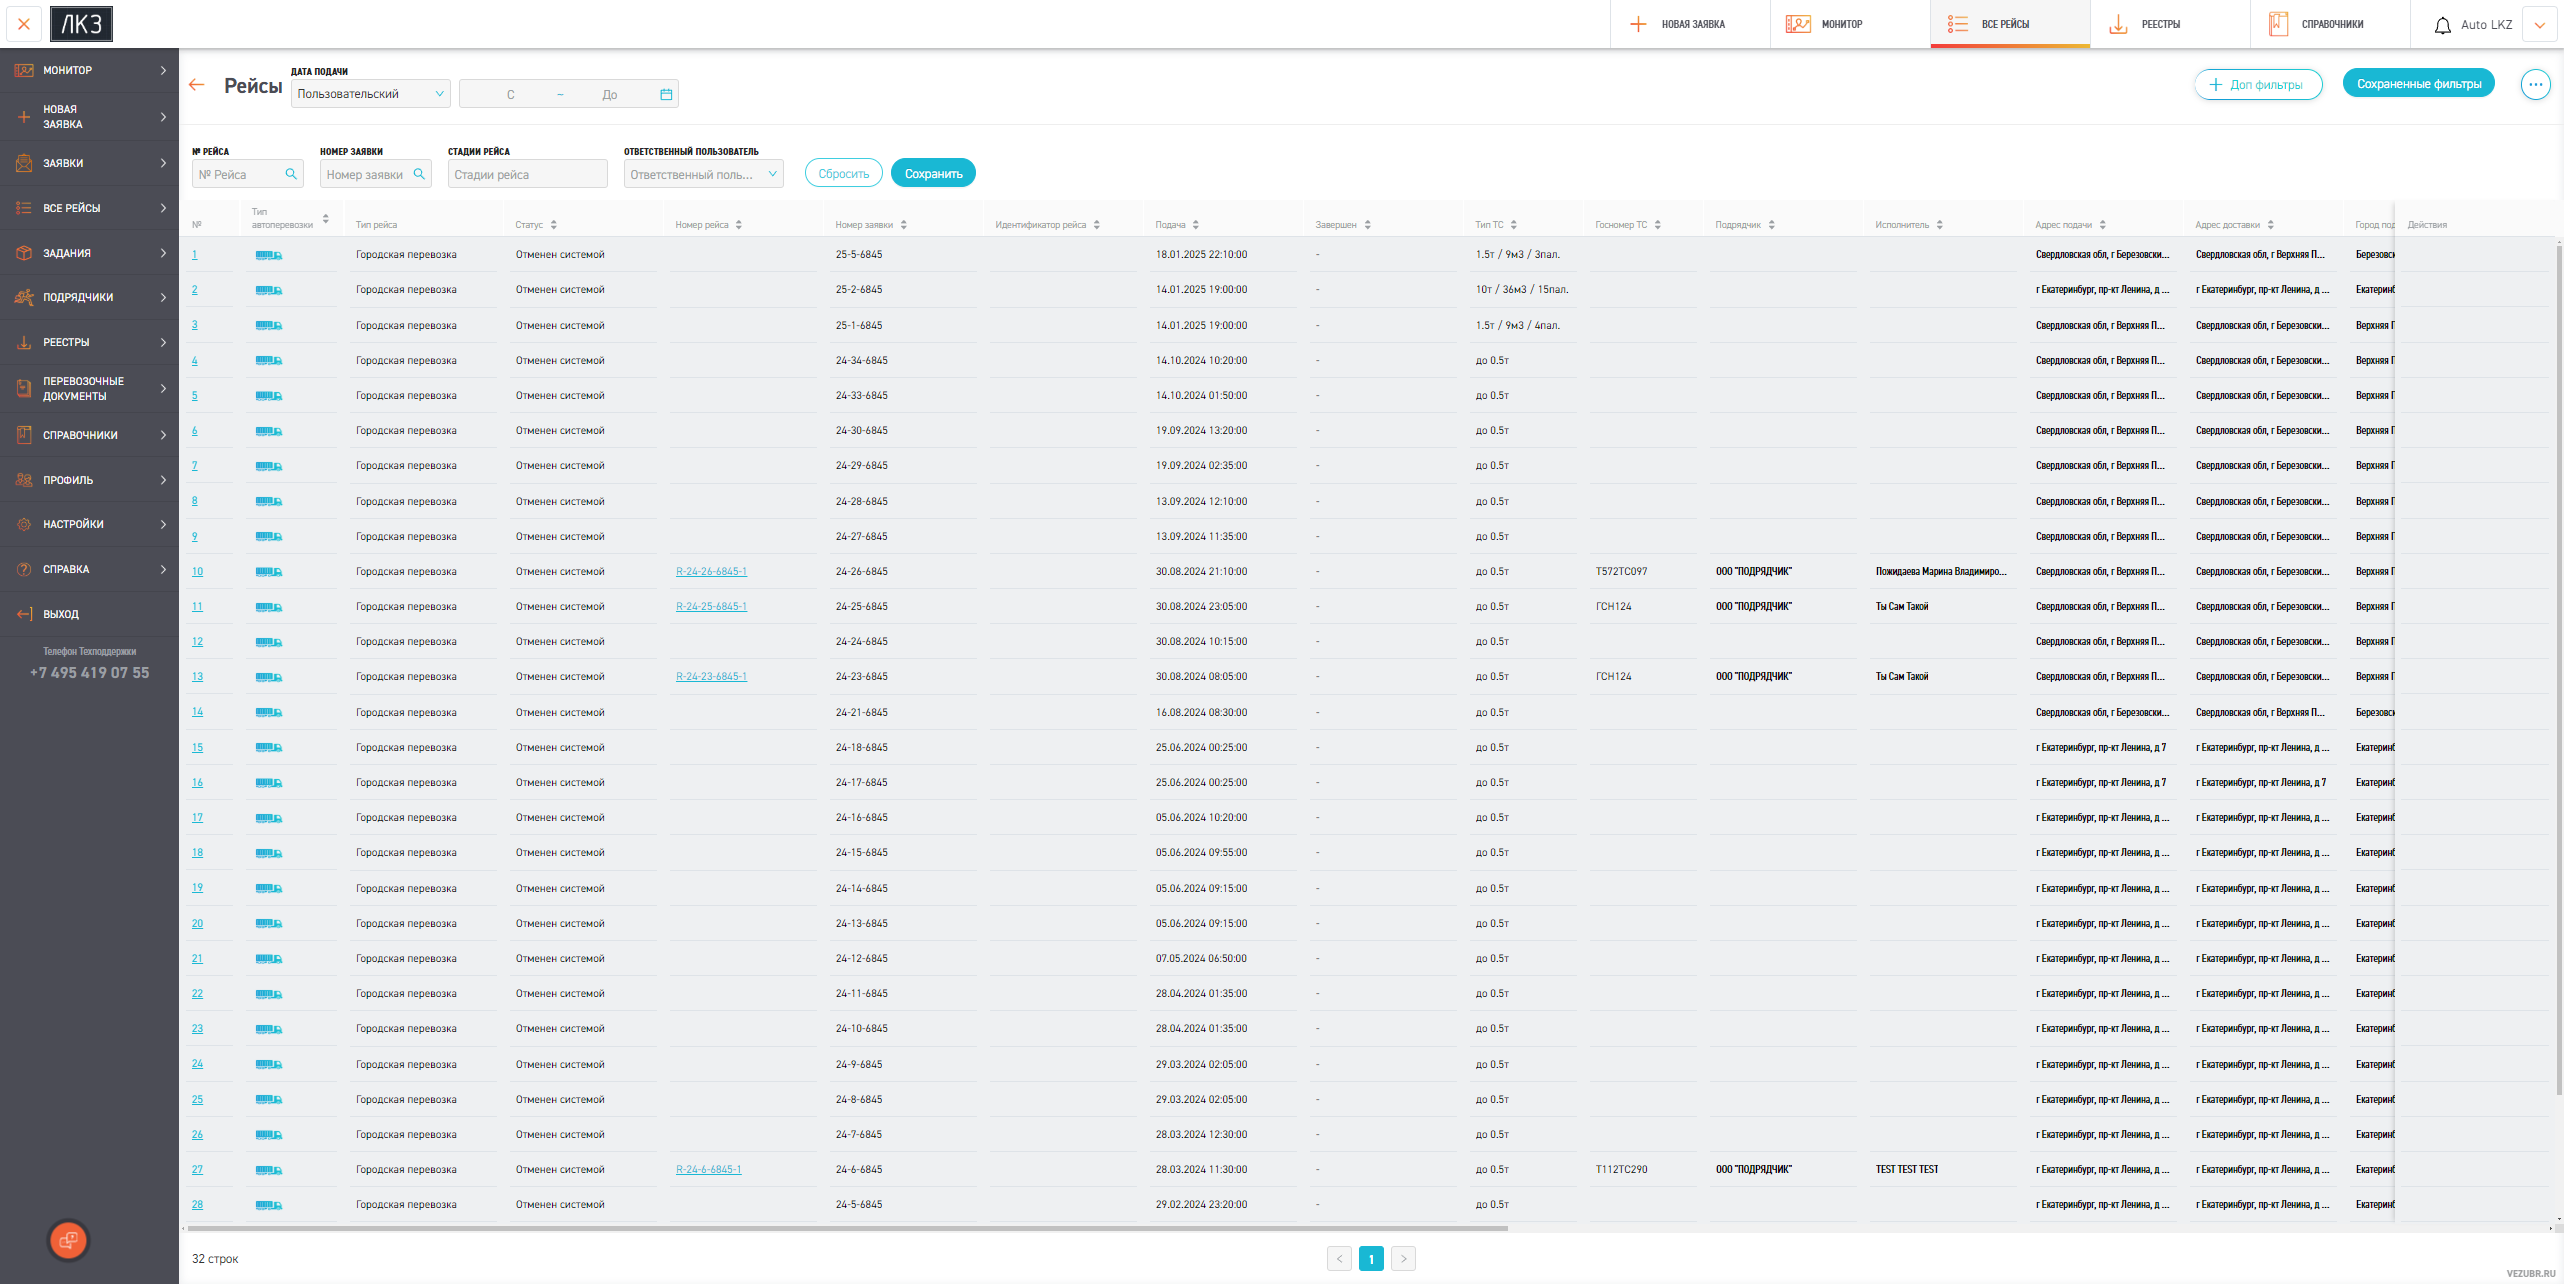 ЛКЗ
НОВАЯ ЗАЯВКА
МОНИТОР
ВСЕ РЕЙСЫ
РЕЕСТРЫ
СПРАВОЧНИКИ
Auto LKZ
МОНИТОР
НОВАЯ
ЗАЯВКА
ЗАЯВКИ
ВСЕ РЕЙСЫ
ЗАДАНИЯ
ПОДРЯДЧИКИ
РЕЕСТРЫ
ПЕРЕВОЗОЧНЫЕ
ДОКУМЕНТЫ
СПРАВОЧНИКИ
ПРОФИЛЬ
НАСТРОЙКИ
СПРАВКА
ВЫХОД
Телефон Техподдержки
+7 495 419 07 55
Рейсы
ДАТА ПОДАЧИ
Пользовательский
С ~ До
Доп фильтры
Сохраненные фильтры
№ РЕЙСА
№ Рейса
НОМЕР ЗАЯВКИ
Номер заявки
СТАДИИ РЕЙСА
Стадии рейса
ОТВЕТСТВЕННЫЙ ПОЛЬЗОВАТЕЛЬ
Ответственный поль...
Сбросить
Сохранить
№ Тип автоперевозки Тип рейса Статус Номер рейса Номер заявки Идентификатор рейса Подача Завершен Тип ТС Госномер ТС Подрядчик Исполнитель Адрес подачи Адрес доставки Город под Действия
1 Городская перевозка Отменен системой 25-5-6845 18.01.2025 22:10:00 - 1.5т / 9м3 / 3пал. Свердловская обл, г Березовски... Свердловская обл, г Верхняя П... Березовск
2 Городская перевозка Отменен системой 25-2-6845 14.01.2025 19:00:00 - 10т / 36м3 / 15пал. г Екатеринбург, пр-кт Ленина, д ... г Екатеринбург, пр-кт Ленина, д ... Екатеринб
3 Городская перевозка Отменен системой 25-1-6845 14.01.2025 19:00:00 - 1.5т / 9м3 / 4пал. Свердловская обл, г Верхняя П... Свердловская обл, г Березовски... Верхняя П
4 Городская перевозка Отменен системой 24-34-6845 14.10.2024 10:20:00 - до 0.5т Свердловская обл, г Верхняя П... Свердловская обл, г Березовски... Верхняя П
5 Городская перевозка Отменен системой 24-33-6845 14.10.2024 01:50:00 - до 0.5т Свердловская обл, г Верхняя П... Свердловская обл, г Березовски... Верхняя П
6 Городская перевозка Отменен системой 24-30-6845 19.09.2024 13:20:00 - до 0.5т Свердловская обл, г Верхняя П... Свердловская обл, г Березовски... Верхняя П
7 Городская перевозка Отменен системой 24-29-6845 19.09.2024 02:35:00 - до 0.5т Свердловская обл, г Верхняя П... Свердловская обл, г Березовски... Верхняя П
8 Городская перевозка Отменен системой 24-28-6845 13.09.2024 12:10:00 - до 0.5т Свердловская обл, г Верхняя П... Свердловская обл, г Березовски... Верхняя П
9 Городская перевозка Отменен системой 24-27-6845 13.09.2024 11:35:00 - до 0.5т Свердловская обл, г Верхняя П... Свердловская обл, г Березовски... Верхняя П
10 Городская перевозка Отменен системой R-24-26-6845-1 24-26-6845 30.08.2024 21:10:00 - до 0.5т Т572ТС097 ООО "ПОДРЯДЧИК" Пожидаева Марина Владимиро... Свердловская обл, г Верхняя П... Свердловская обл, г Березовски... Верхняя П
11 Городская перевозка Отменен системой R-24-25-6845-1 24-25-6845 30.08.2024 23:05:00 - до 0.5т ГСН124 ООО "ПОДРЯДЧИК" Ты Сам Такой Свердловская обл, г Верхняя П... Свердловская обл, г Березовски... Верхняя П
12 Городская перевозка Отменен системой 24-24-6845 30.08.2024 10:15:00 - до 0.5т Свердловская обл, г Верхняя П... Свердловская обл, г Березовски... Верхняя П
13 Городская перевозка Отменен системой R-24-23-6845-1 24-23-6845 30.08.2024 08:05:00 - до 0.5т ГСН124 ООО "ПОДРЯДЧИК" Ты Сам Такой Свердловская обл, г Верхняя П... Свердловская обл, г Березовски... Верхняя П
14 Городская перевозка Отменен системой 24-21-6845 16.08.2024 08:30:00 - до 0.5т Свердловская обл, г Березовски... Свердловская обл, г Верхняя П... Березовск
15 Городская перевозка Отменен системой 24-18-6845 25.06.2024 00:25:00 - до 0.5т г Екатеринбург, пр-кт Ленина, д 7 г Екатеринбург, пр-кт Ленина, д ... Екатеринб
16 Городская перевозка Отменен системой 24-17-6845 25.06.2024 00:25:00 - до 0.5т г Екатеринбург, пр-кт Ленина, д 7 г Екатеринбург, пр-кт Ленина, д 7 Екатеринб
17 Городская перевозка Отменен системой 24-16-6845 05.06.2024 10:20:00 - до 0.5т г Екатеринбург, пр-кт Ленина, д ... г Екатеринбург, пр-кт Ленина, д ... Екатеринб
18 Городская перевозка Отменен системой 24-15-6845 05.06.2024 09:55:00 - до 0.5т г Екатеринбург, пр-кт Ленина, д ... г Екатеринбург, пр-кт Ленина, д ... Екатеринб
19 Городская перевозка Отменен системой 24-14-6845 05.06.2024 09:15:00 - до 0.5т г Екатеринбург, пр-кт Ленина, д ... г Екатеринбург, пр-кт Ленина, д ... Екатеринб
20 Городская перевозка Отменен системой 24-13-6845 05.06.2024 09:15:00 - до 0.5т г Екатеринбург, пр-кт Ленина, д ... г Екатеринбург, пр-кт Ленина, д ... Екатеринб
21 Городская перевозка Отменен системой 24-12-6845 07.05.2024 06:50:00 - до 0.5т г Екатеринбург, пр-кт Ленина, д ... г Екатеринбург, пр-кт Ленина, д ... Екатеринб
22 Городская перевозка Отменен системой 24-11-6845 28.04.2024 01:35:00 - до 0.5т г Екатеринбург, пр-кт Ленина, д ... г Екатеринбург, пр-кт Ленина, д ... Екатеринб
23 Городская перевозка Отменен системой 24-10-6845 28.04.2024 01:35:00 - до 0.5т г Екатеринбург, пр-кт Ленина, д ... г Екатеринбург, пр-кт Ленина, д ... Екатеринб
24 Городская перевозка Отменен системой 24-9-6845 29.03.2024 02:05:00 - до 0.5т г Екатеринбург, пр-кт Ленина, д ... г Екатеринбург, пр-кт Ленина, д ... Екатеринб
25 Городская перевозка Отменен системой 24-8-6845 29.03.2024 02:05:00 - до 0.5т г Екатеринбург, пр-кт Ленина, д ... г Екатеринбург, пр-кт Ленина, д ... Екатеринб
26 Городская перевозка Отменен системой 24-7-6845 28.03.2024 12:30:00 - до 0.5т г Екатеринбург, пр-кт Ленина, д ... г Екатеринбург, пр-кт Ленина, д ... Екатеринб
27 Городская перевозка Отменен системой R-24-6-6845-1 24-6-6845 28.03.2024 11:30:00 - до 0.5т Т112ТС290 ООО "ПОДРЯДЧИК" TEST TEST TEST г Екатеринбург, пр-кт Ленина, д ... г Екатеринбург, пр-кт Ленина, д ... Екатеринб
28 Городская перевозка Отменен системой 24-5-6845 29.02.2024 23:20:00 - до 0.5т г Екатеринбург, пр-кт Ленина, д ... г Екатеринбург, пр-кт Ленина, д ... Екатеринб
32 строк
< 1 >
VEZUBR.RU